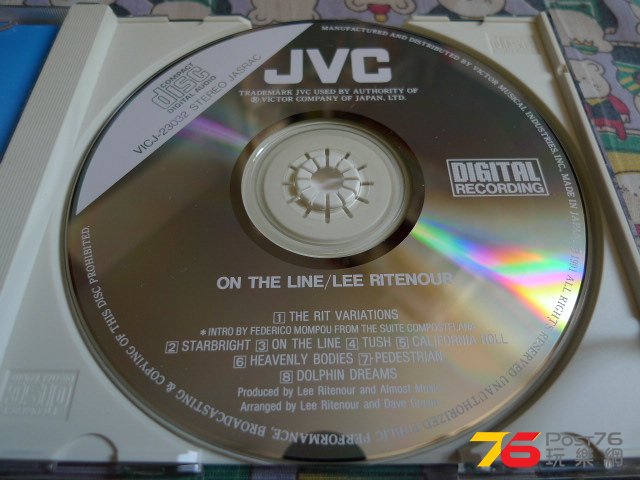 JVC
TRADEMARK JVC USED BY AUTHORITY OF
® VICTOR COMPANY OF JAPAN, LTD.
COMPACT
disc
DIGITAL AUDIO
VICJ-23032 STEREO JASRAC
DIGITAL
RECORDING
ON THE LINE/LEE RITENOUR
1 THE RIT VARIATIONS
* INTRO BY FEDERICO MOMPOU FROM THE SUITE COMPOSTELANA
2 STARBRIGHT 3 ON THE LINE 4 TUSH 5 CALIFORNIA ROLL
6 HEAVENLY BODIES 7 PEDESTRIAN
8 DOLPHIN DREAMS
Produced by Lee Ritenour and Almost Music
Arranged by Lee Ritenour and Dave
MANUFACTURED AND DISTRIBUTED BY VICTOR MUSICAL INDUSTRIES, INC. MADE IN JAPAN 1991 ALL RIGHTS RESERVED UNAUTHORIZED PUBLIC PERFORMANCE, BROADCASTING & COPYING OF THIS DISC PROHIBITED
76 Post76
玩樂網